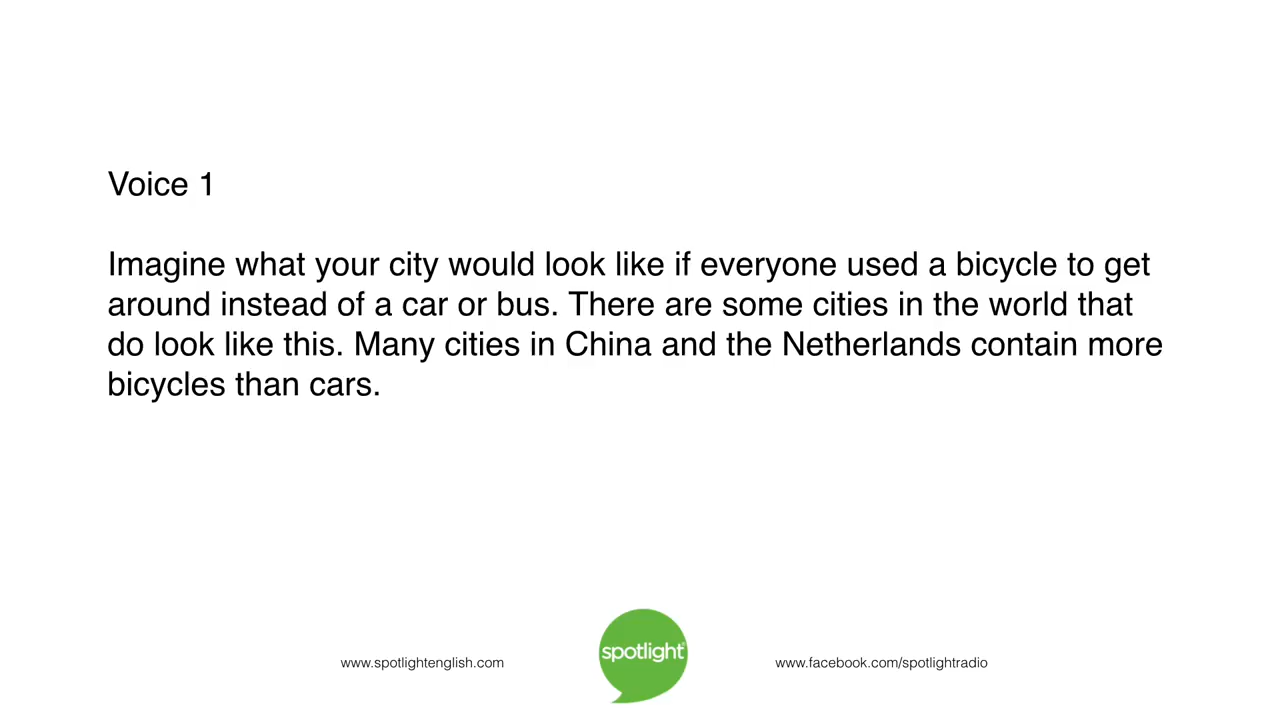 Voice 1
Imagine what your city would look like if everyone used a bicycle to get
around instead of a car or bus. There are some cities in the world that
do look like this. Many cities in China and the Netherlands contain more
bicycles than cars.
www.spotlightenglish.com
spotlight®
www.facebook.com/spotlightradio